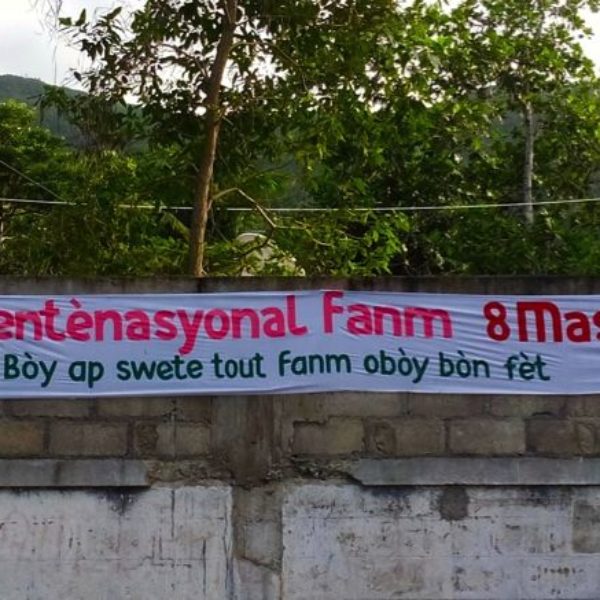 entènasyonal Fanm 8 Mas
Bòy ap swete tout Fanm obòy bòn fèt